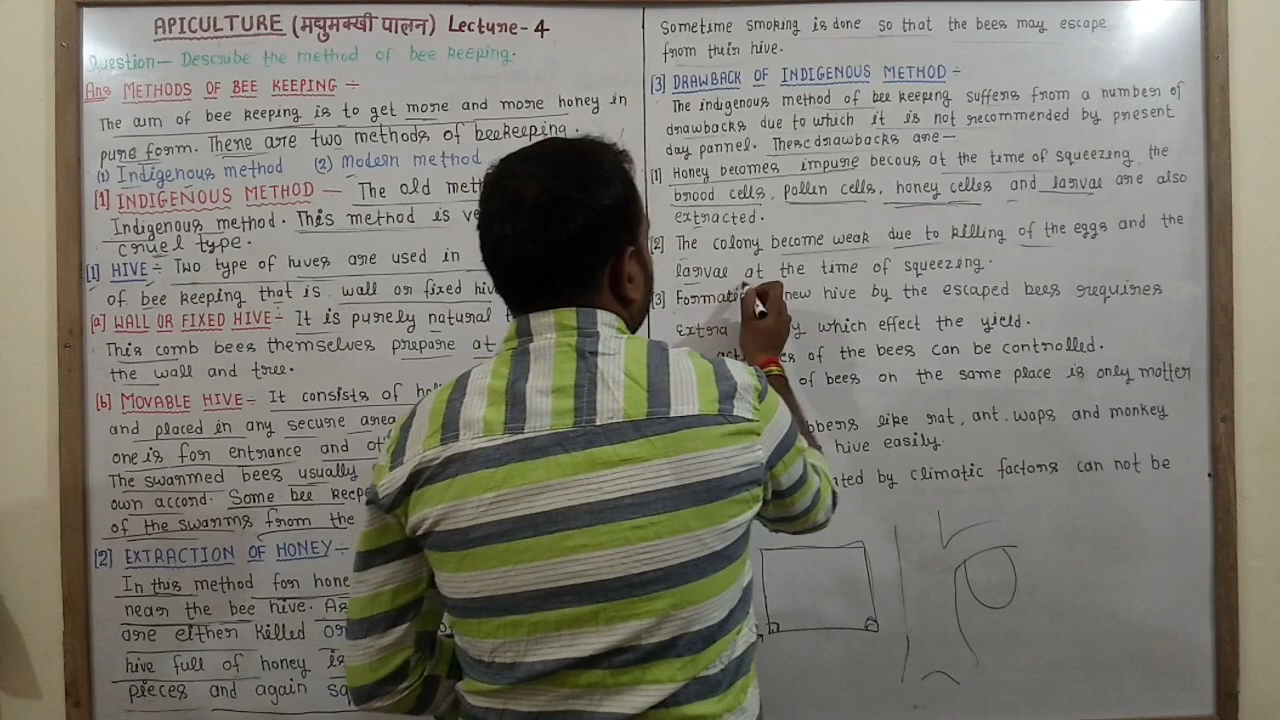 APICULTURE (मधुमक्खी पालन) Lecture-4
Question— Describe the method of bee keeping.
Ans METHODS OF BEE KEEPING ÷
The aim of bee keeping is to get more and more honey in
pure form. There are two methods of beekeeping.
(1) Indigenous method (2) Modern method
[1] INDIGENOUS METHOD — The old
Indigenous method. This method is
cruel type.
[1] HIVE ÷ Two type of hives are used in
of bee keeping that is wall or fixed
[a] WALL OR FIXED HIVE ÷ It is purely natural
This comb bees themselves prepare at
the wall and tree.
[b] MOVABLE HIVE ÷ It consists of
and placed in any secure area
one is for entrance and
The swarmed bees usually
own accord. Some bee
of the swarms from the
[2] EXTRACTION OF HONEY ÷
In this method for
near the bee hive.
are either killed or
hive full of honey is
pieces and again
Sometime smoking is done so that the bees may escape
from their hive.
[3] DRAWBACK OF INDIGENOUS METHOD ÷
The indigenous method of bee keeping suffers from a number of
drawbacks due to which it is not recommended by present
day pannel. These drawbacks are—
[1] Honey becomes impure becous at the time of squeezing, the
brood cells, pollen cells, honey celles and larvae are also
extracted.
[2] The colony become weak due to killing of the eggs and the
larvae at the time of squeezing.
[3] new hive by the escaped bees requires
Extra which effect the yield.
of the bees can be controlled.
of bees on the same place is only matter
like rat, ant, waps and monkey
hive easily.
by climatic factors can not be